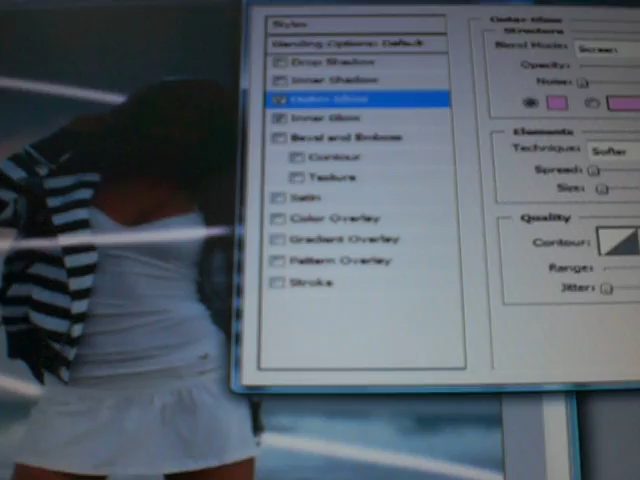 Styles
Blending Options: Default
Drop Shadow
Inner Shadow
Outer Glow
Inner Glow
Bevel and Emboss
Contour
Texture
Satin
Color Overlay
Gradient Overlay
Pattern Overlay
Stroke
Outer Glow
Structure
Blend Mode: Screen
Opacity:
Noise:
Elements
Technique: Softer
Spread:
Size:
Quality
Contour:
Range:
Jitter: